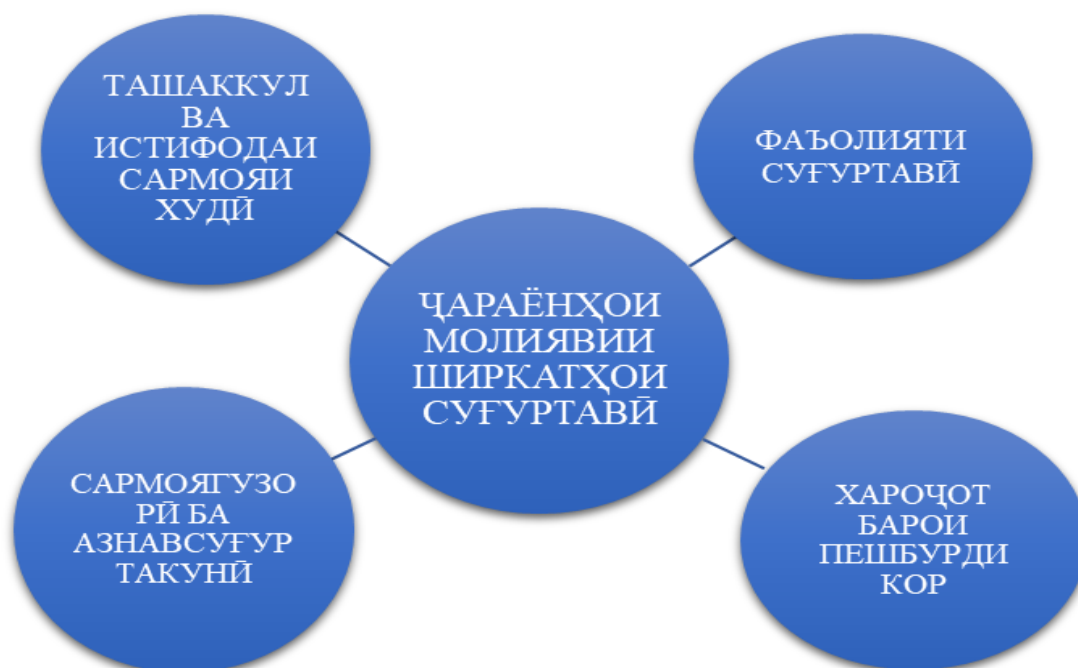 ТАШАККУЛ
ВА
ИСТИФОДАИ
САРМОЯИ
ХУДӢ
ФАЪОЛИЯТИ
СУҒУРТАВӢ
ҶАРАЁНҲОИ
МОЛИЯВИИ
ШИРКАТҲОИ
СУҒУРТАВӢ
САРМОЯГУЗО
РӢ БА
АЗНАВСУҒУР
ТАКУНӢ
ХАРОҶОТ
БАРОИ
ПЕШБУРДИ
КОР